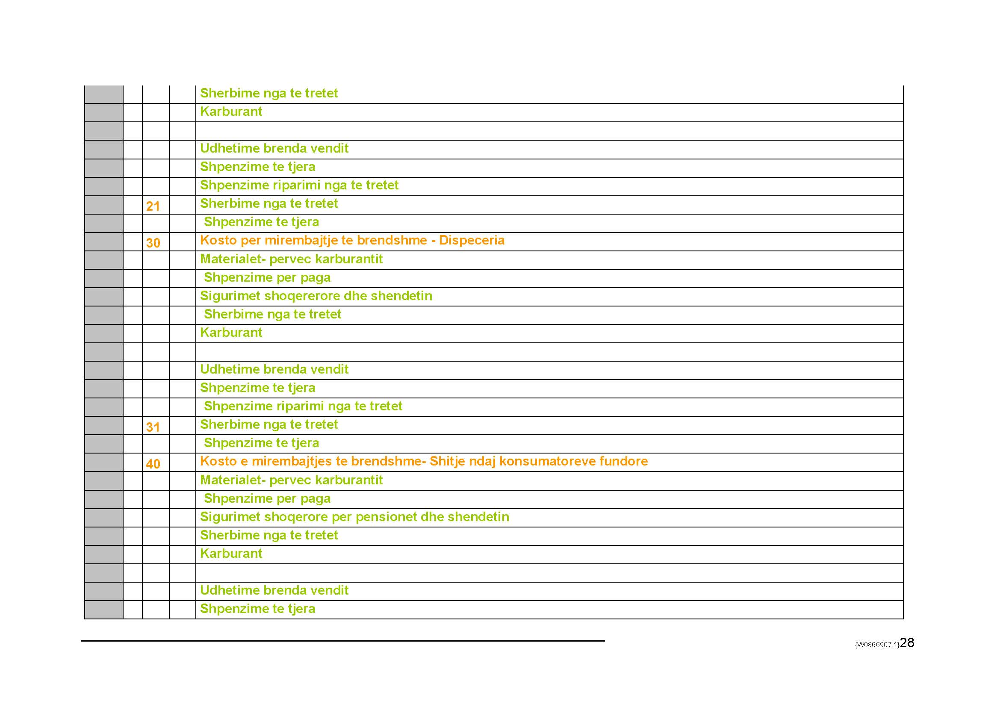 Sherbime nga te tretet
Karburant
Udhetime brenda vendit
Shpenzime te tjera
Shpenzime riparimi nga te tretet
21 Sherbime nga te tretet
Shpenzime te tjera
30 Kosto per mirembajtje te brendshme - Dispeceria
Materialet- pervec karburantit
Shpenzime per paga
Sigurimet shoqererore dhe shendetin
Sherbime nga te tretet
Karburant
Udhetime brenda vendit
Shpenzime te tjera
Shpenzime riparimi nga te tretet
31 Sherbime nga te tretet
Shpenzime te tjera
40 Kosto e mirembajtjes te brendshme- Shitje ndaj konsumatoreve fundore
Materialet- pervec karburantit
Shpenzime per paga
Sigurimet shoqerore per pensionet dhe shendetin
Sherbime nga te tretet
Karburant
Udhetime brenda vendit
Shpenzime te tjera
{W0866907.1}28